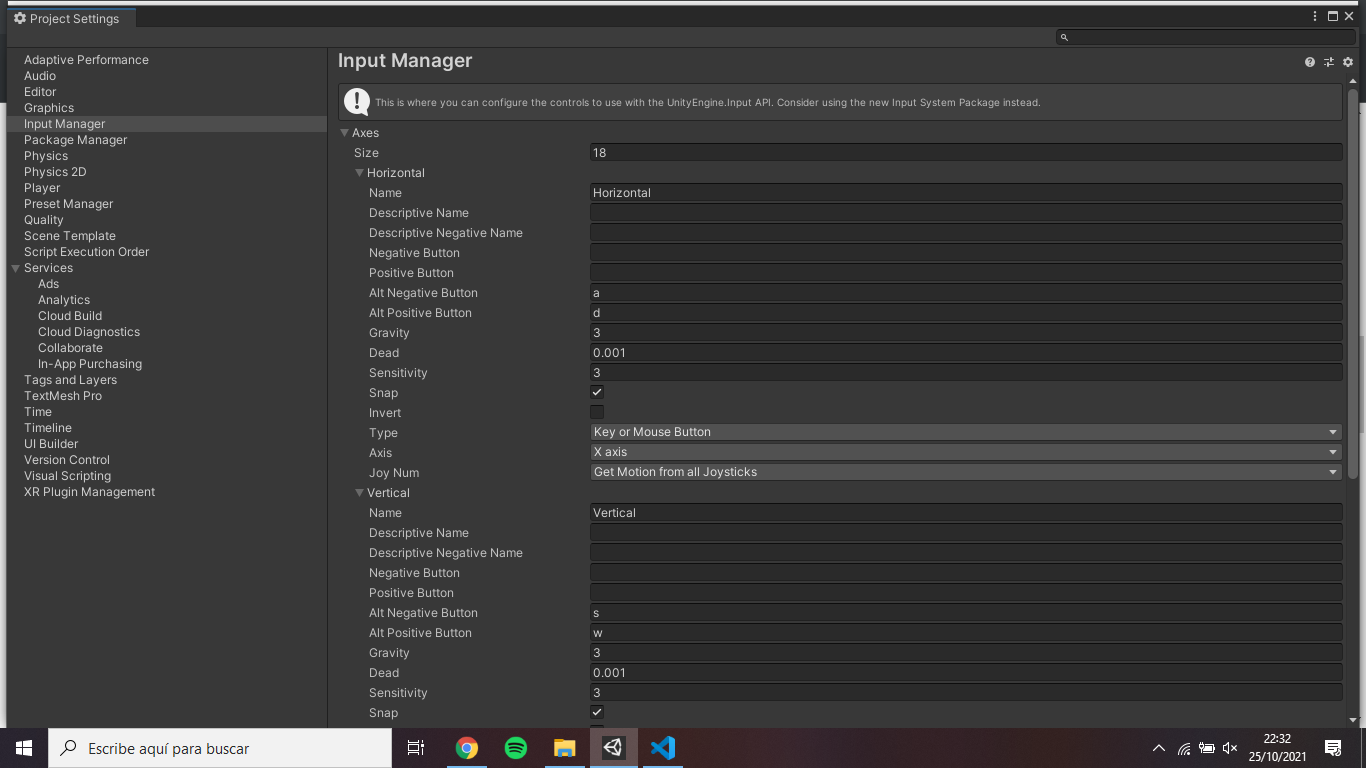 Project Settings
Adaptive Performance
Audio
Editor
Graphics
Input Manager
Package Manager
Physics
Physics 2D
Player
Preset Manager
Quality
Scene Template
Script Execution Order
Services
Ads
Analytics
Cloud Build
Cloud Diagnostics
Collaborate
In-App Purchasing
Tags and Layers
TextMesh Pro
Time
Timeline
UI Builder
Version Control
Visual Scripting
XR Plugin Management
Input Manager
This is where you can configure the controls to use with the UnityEngine.Input API. Consider using the new Input System Package instead.
Axes
Size 18
Horizontal
Name Horizontal
Descriptive Name
Descriptive Negative Name
Negative Button
Positive Button
Alt Negative Button a
Alt Positive Button d
Gravity 3
Dead 0.001
Sensitivity 3
Snap
Invert
Type Key or Mouse Button
Axis X axis
Joy Num Get Motion from all Joysticks
Vertical
Name Vertical
Descriptive Name
Descriptive Negative Name
Negative Button
Positive Button
Alt Negative Button s
Alt Positive Button w
Gravity 3
Dead 0.001
Sensitivity 3
Snap
Escribe aquí para buscar
22:32
25/10/2021